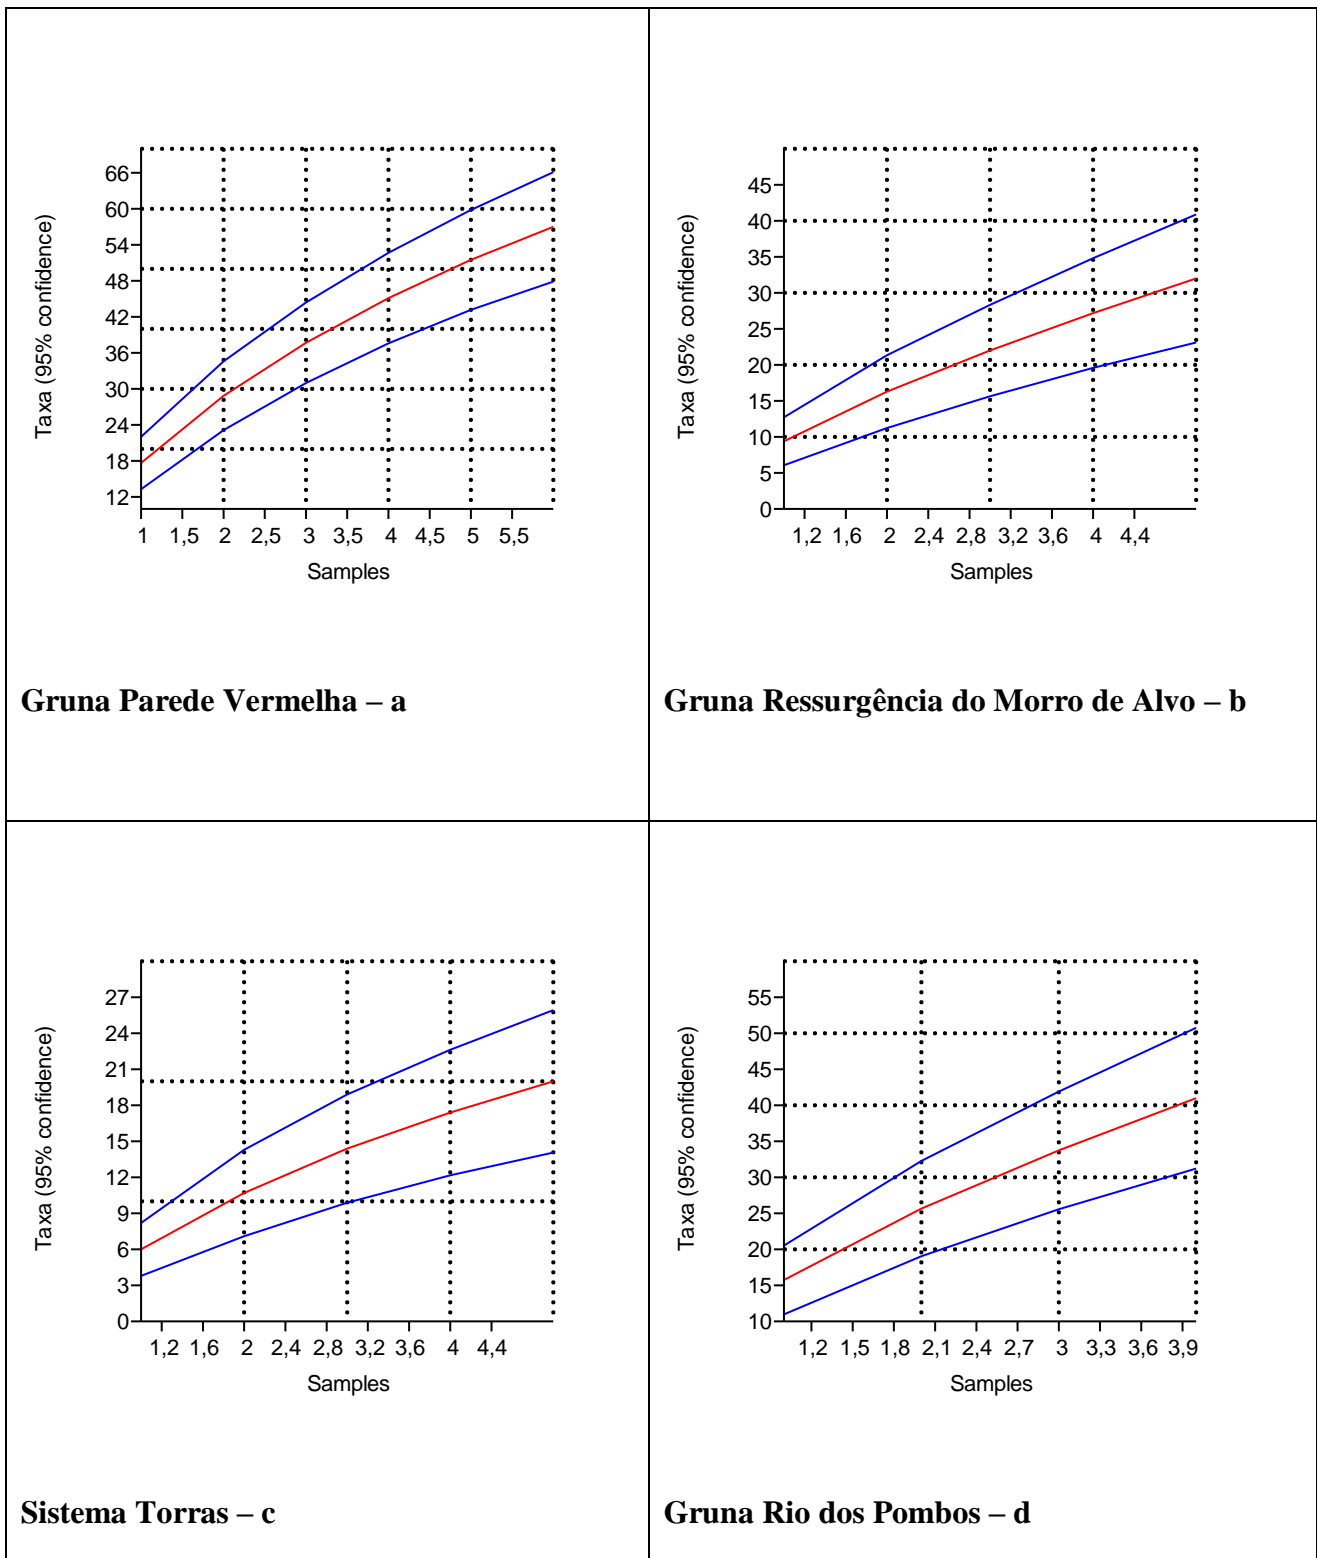 66
60
54
48
42
36
30
24
18
12
Taxa (95% confidence)
1 1,5 2 2,5 3 3,5 4 4,5 5 5,5
Samples
Gruna Parede Vermelha – a
45
40
35
30
25
20
15
10
5
0
Taxa (95% confidence)
1,2 1,6 2 2,4 2,8 3,2 3,6 4 4,4
Samples
Gruna Ressurgência do Morro de Alvo – b
27
24
21
18
15
12
9
6
3
0
Taxa (95% confidence)
1,2 1,6 2 2,4 2,8 3,2 3,6 4 4,4
Samples
Sistema Torras – c
55
50
45
40
35
30
25
20
15
10
Taxa (95% confidence)
1,2 1,5 1,8 2,1 2,4 2,7 3 3,3 3,6 3,9
Samples
Gruna Rio dos Pombos – d